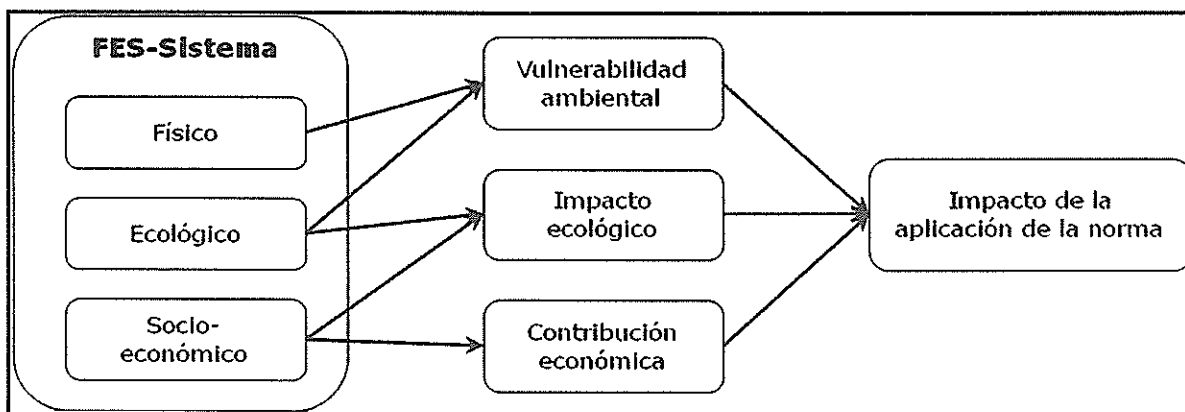 FES-Sistema
Físico
Ecológico
Socio-
económico
Vulnerabilidad
ambiental
Impacto
ecológico
Contribución
económica
Impacto de la
aplicación de la norma